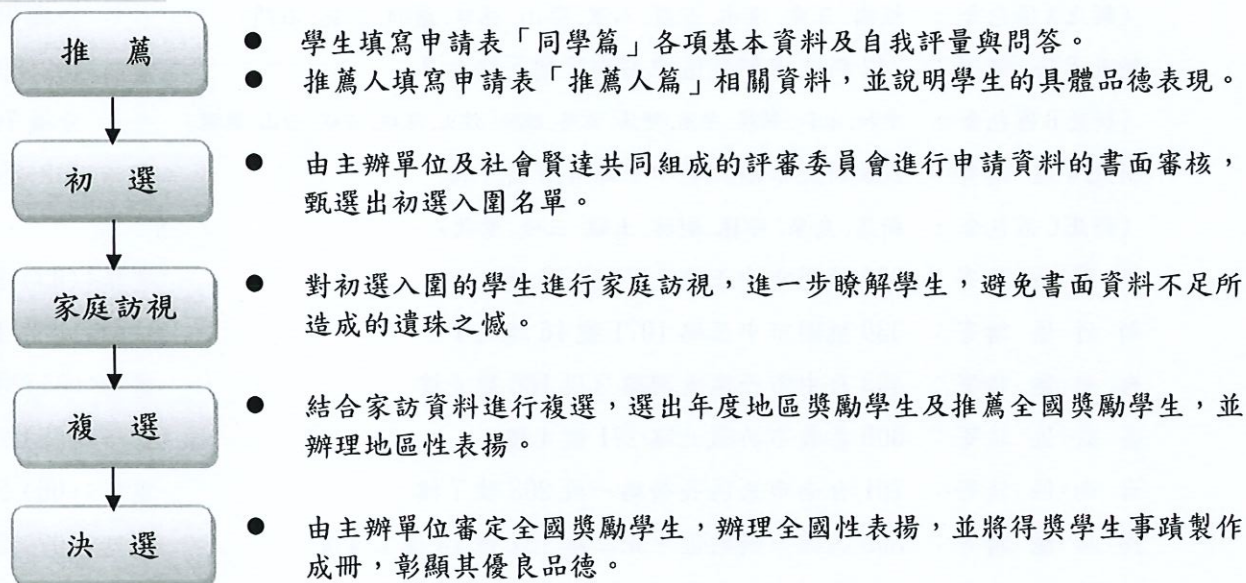 推 薦
● 學生填寫申請表「同學篇」各項基本資料及自我評量與問答。
● 推薦人填寫申請表「推薦人篇」相關資料,並說明學生的具體品德表現。
初 選
● 由主辦單位及社會賢達共同組成的評審委員會進行申請資料的書面審核,
甄選出初選入圍名單。
家庭訪視
● 對初選入圍的學生進行家庭訪視,進一步瞭解學生,避免書面資料不足所
造成的遺珠之憾。
複 選
● 結合家訪資料進行複選,選出年度地區獎勵學生及推薦全國獎勵學生,並
辦理地區性表揚。
決 選
● 由主辦單位審定全國獎勵學生,辦理全國性表揚,並將得獎學生事蹟製作
成冊,彰顯其優良品德。